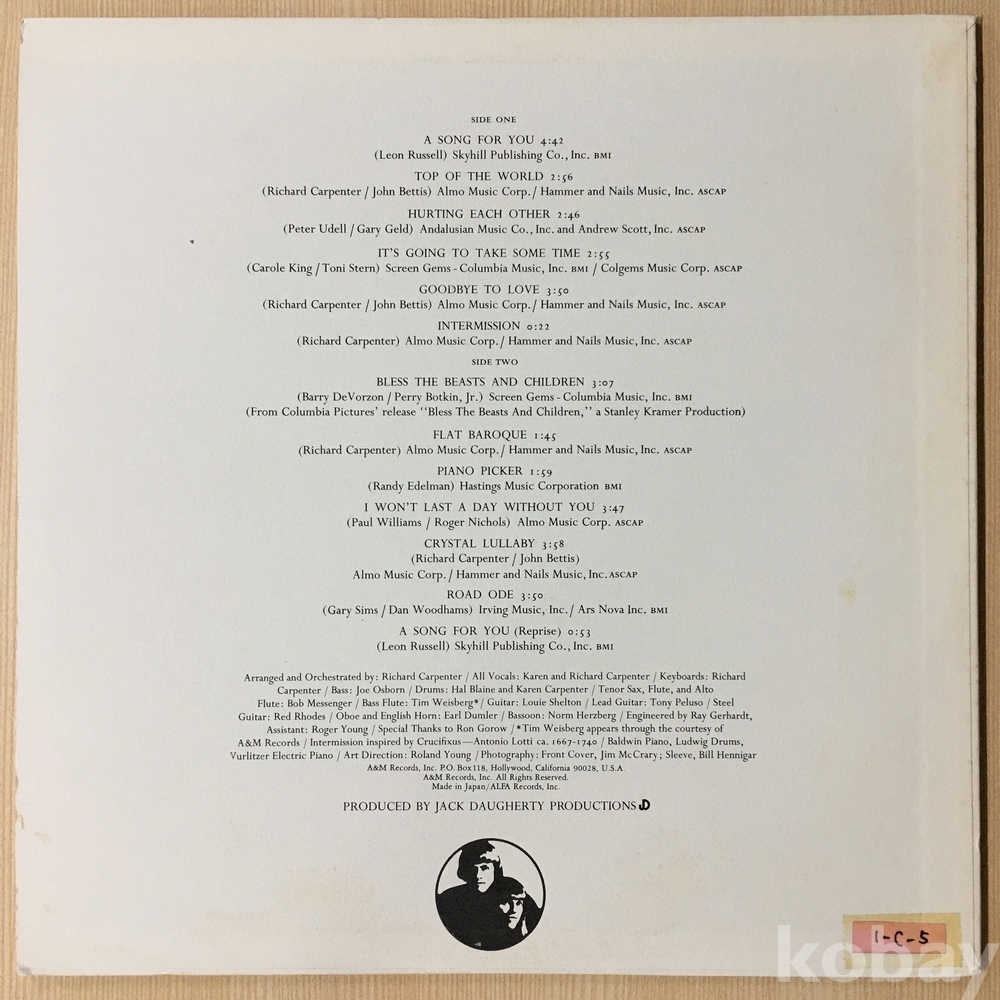 SIDE ONE
A SONG FOR YOU 4:42
(Leon Russell) Skyhill Publishing Co., Inc. BMI
TOP OF THE WORLD 2:56
(Richard Carpenter / John Bettis) Almo Music Corp. / Hammer and Nails Music, Inc. ASCAP
HURTING EACH OTHER 2:46
(Peter Udell / Gary Geld) Andalusian Music Co., Inc. and Andrew Scott, Inc. ASCAP
IT'S GOING TO TAKE SOME TIME 2:55
(Carole King / Toni Stern) Screen Gems - Columbia Music, Inc. BMI / Colgems Music Corp. ASCAP
GOODBYE TO LOVE 3:50
(Richard Carpenter / John Bettis) Almo Music Corp. / Hammer and Nails Music, Inc. ASCAP
INTERMISSION 0:22
(Richard Carpenter) Almo Music Corp. / Hammer and Nails Music, Inc. ASCAP
SIDE TWO
BLESS THE BEASTS AND CHILDREN 3:07
(Barry DeVorzon / Perry Botkin, Jr.) Screen Gems - Columbia Music, Inc. BMI
(From Columbia Pictures' release "Bless The Beasts And Children," a Stanley Kramer Production)
FLAT BAROQUE 1:45
(Richard Carpenter) Almo Music Corp. / Hammer and Nails Music, Inc. ASCAP
PIANO PICKER 1:59
(Randy Edelman) Hastings Music Corporation BMI
I WON'T LAST A DAY WITHOUT YOU 3:47
(Paul Williams / Roger Nichols) Almo Music Corp. ASCAP
CRYSTAL LULLABY 3:58
(Richard Carpenter / John Bettis)
Almo Music Corp. / Hammer and Nails Music, Inc. ASCAP
ROAD ODE 3:50
(Gary Sims / Dan Woodhams) Irving Music, Inc. / Ars Nova Inc. BMI
A SONG FOR YOU (Reprise) 0:53
(Leon Russell) Skyhill Publishing Co., Inc. BMI
Arranged and Orchestrated by: Richard Carpenter / All Vocals: Karen and Richard Carpenter / Keyboards: Richard
Carpenter / Bass: Joe Osborn / Drums: Hal Blaine and Karen Carpenter / Tenor Sax, Flute, and Alto
Flute: Bob Messenger / Bass Flute: Tim Weisberg* / Guitar: Louie Shelton / Lead Guitar: Tony Peluso / Steel
Guitar: Red Rhodes / Oboe and English Horn: Earl Dumler / Bassoon: Norm Herzberg / Engineered by Ray Gerhardt,
Assistant: Roger Young / Special Thanks to Ron Gorow / *Tim Weisberg appears through the courtesy of
A&M Records / Intermission inspired by Crucifixus—Antonio Lotti ca. 1667-1740 / Baldwin Piano, Ludwig Drums,
Vurlitzer Electric Piano / Art Direction: Roland Young / Photography: Front Cover, Jim McCrary; Sleeve, Bill Hennigar
A&M Records, Inc. P.O. Box 118, Hollywood, California 90028, U.S.A.
A&M Records, Inc. All Rights Reserved.
Made in Japan/ALFA Records, Inc.
PRODUCED BY JACK DAUGHERTY PRODUCTIONS JD
1-C-5
kobay